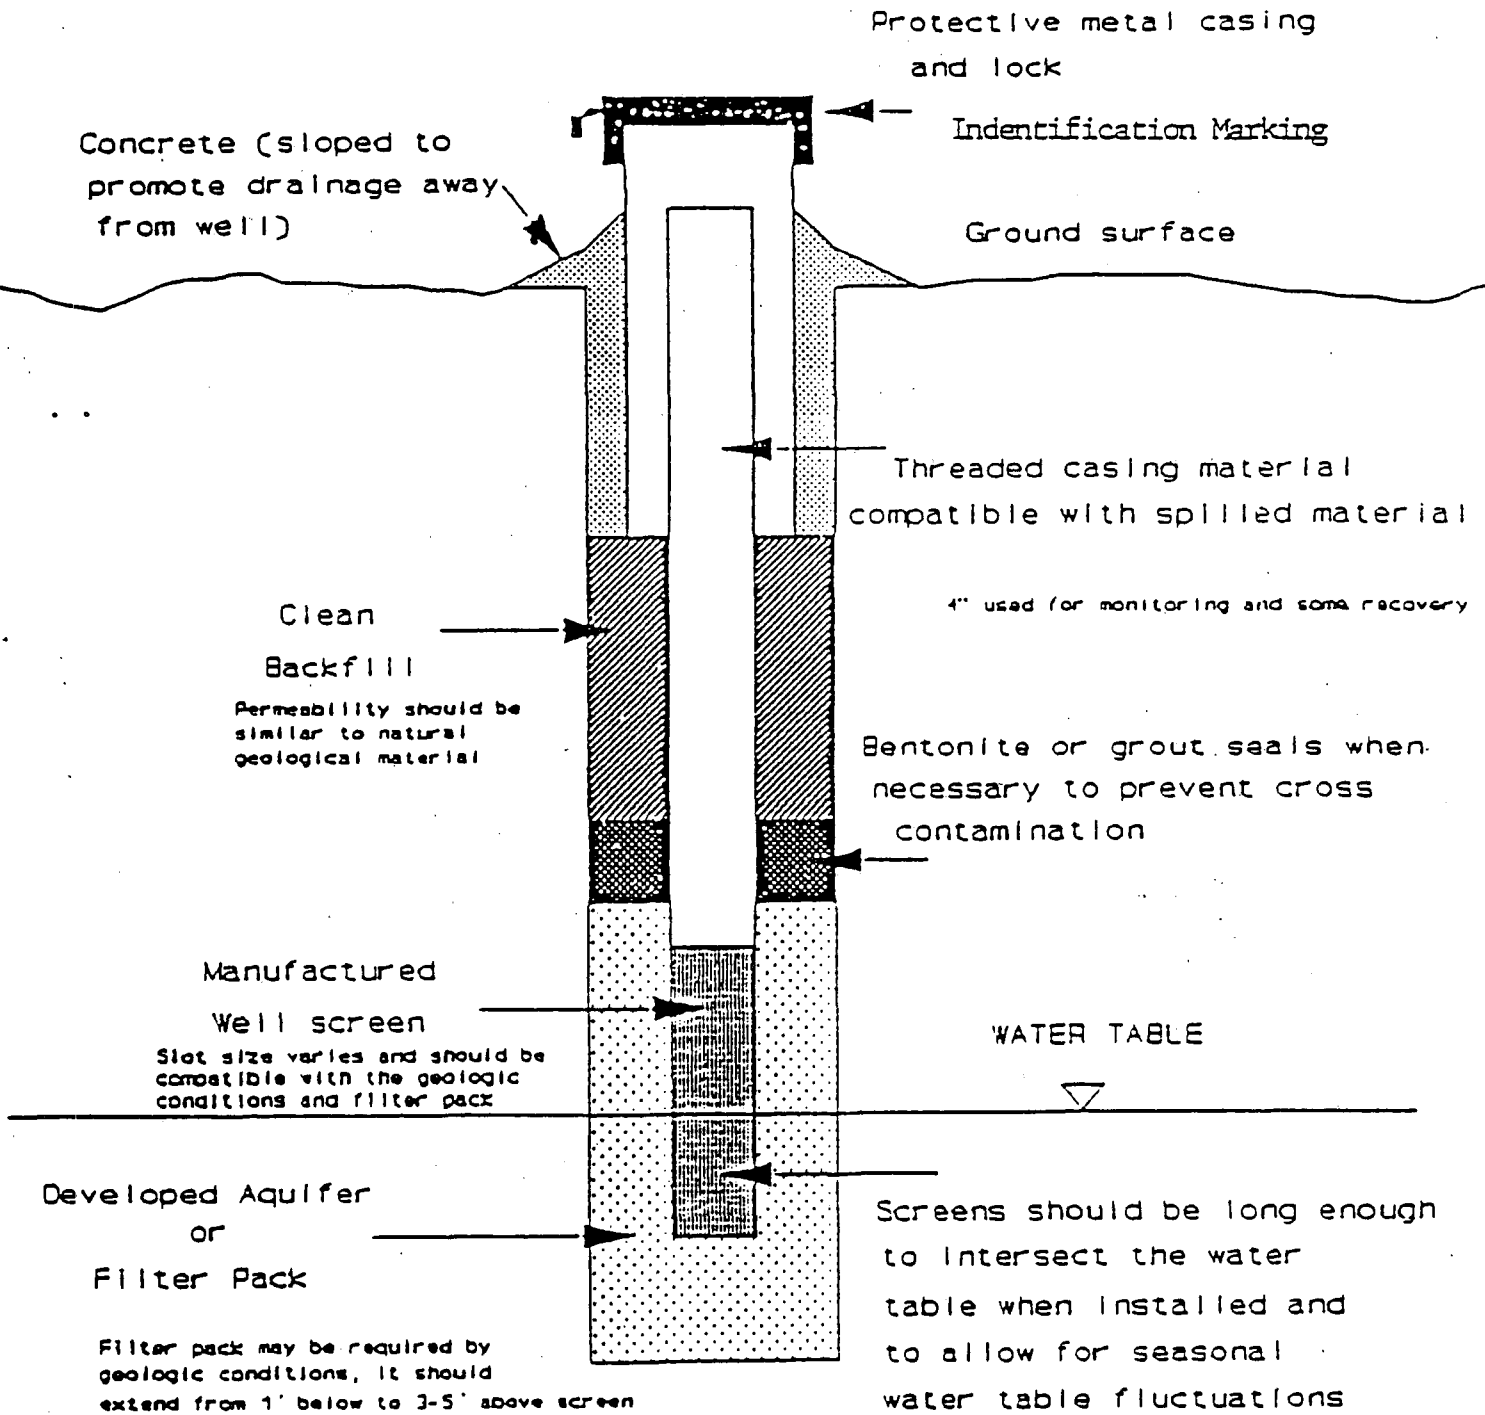 Protective metal casing
and lock
Indentification Marking
Concrete (sloped to
promote drainage away
from well)
Ground surface
Threaded casing material
compatible with spilled material
4" used for monitoring and some recovery
Clean
Backfill
Permeability should be
similar to natural
geological material
Bentonite or grout seals when
necessary to prevent cross
contamination
Manufactured
Well screen
Slot size varies and should be
compatible with the geologic
conditions and filter pack
WATER TABLE
Developed Aquifer
or
Filter Pack
Filter pack may be required by
geologic conditions, it should
extend from 1' below to 3-5' above screen
Screens should be long enough
to intersect the water
table when installed and
to allow for seasonal
water table fluctuations